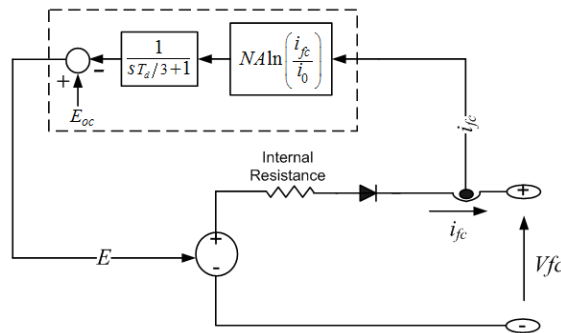 1
sT_d/3+1
NA ln(i_fc/i_0)
+
-
E_oc
i_fc
Internal
Resistance
+
i_fc
E
+
-
Vfc
-